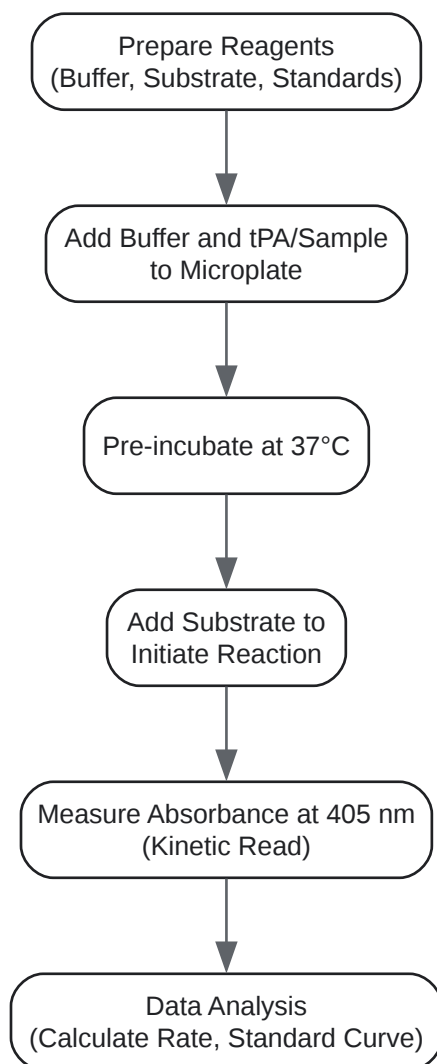 Prepare Reagents
(Buffer, Substrate, Standards)
Add Buffer and tPA/Sample
to Microplate
Pre-incubate at 37°C
Add Substrate to
Initiate Reaction
Measure Absorbance at 405 nm
(Kinetic Read)
Data Analysis
(Calculate Rate, Standard Curve)